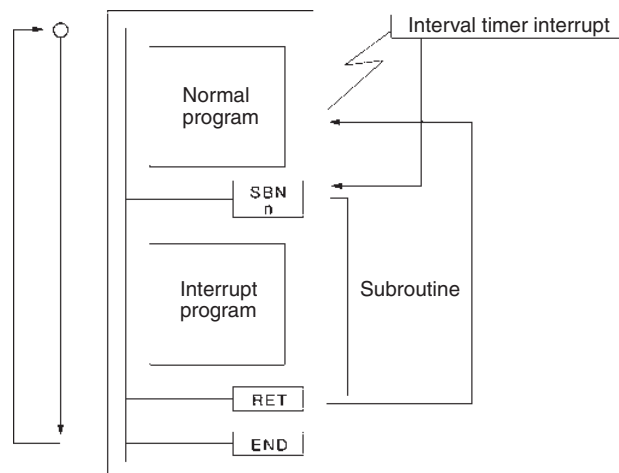 Interval timer interrupt
Normal
program
SBN
n
Interrupt
program
Subroutine
RET
END